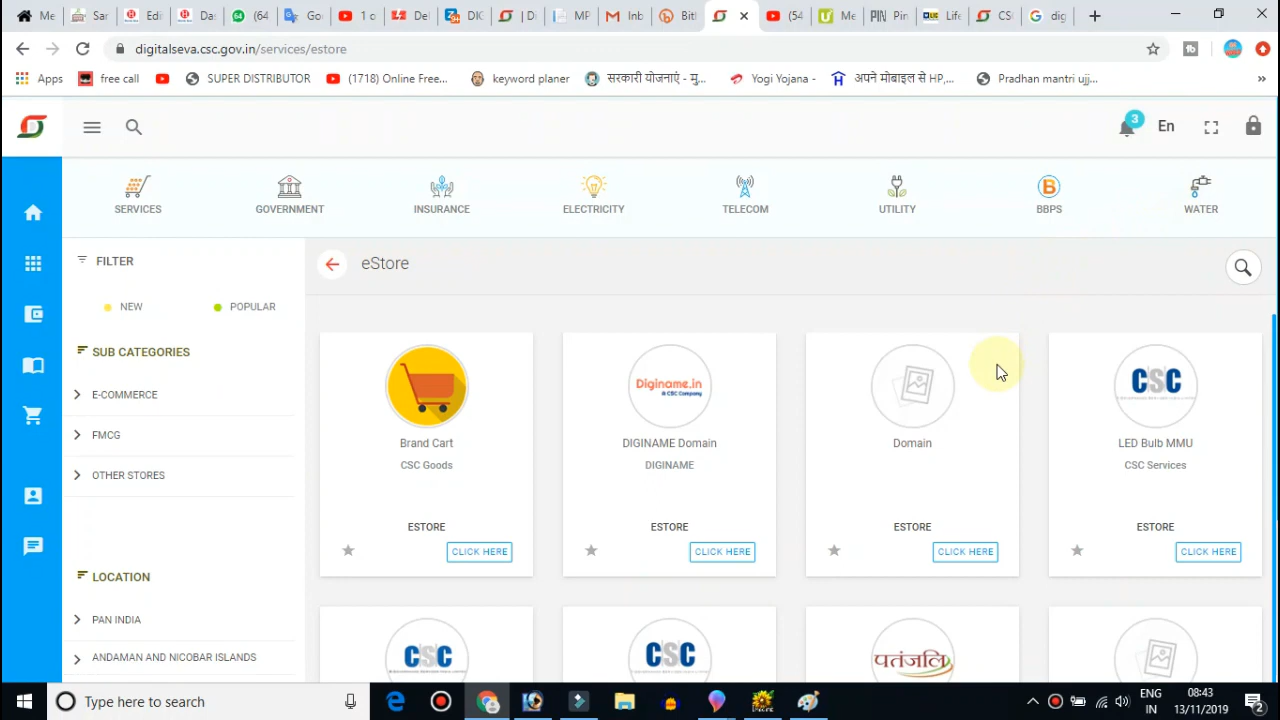 Me
Sar
Edi
Da
(64
Go
1 o
Del
DIC
| D
MP
Inb
Biti
(54
Me
Pin
Life
CSC
dig
digitalseva.csc.gov.in/services/estore
Apps
free call
SUPER DISTRIBUTOR
(1718) Online Free...
keyword planer
सरकारी योजनाएं - मु...
Yogi Yojana -
अपने मोबाइल से HP,...
Pradhan mantri ujj...
3
En
SERVICES
GOVERNMENT
INSURANCE
ELECTRICITY
TELECOM
UTILITY
BBPS
WATER
FILTER
NEW
POPULAR
SUB CATEGORIES
E-COMMERCE
FMCG
OTHER STORES
LOCATION
PAN INDIA
ANDAMAN AND NICOBAR ISLANDS
eStore
Brand Cart
CSC Goods
ESTORE
CLICK HERE
Diginame.in
A CSC Company
DIGINAME Domain
DIGINAME
ESTORE
CLICK HERE
Domain
ESTORE
CLICK HERE
CSC
LED Bulb MMU
CSC Services
ESTORE
CLICK HERE
CSC
CSC
पतंजलि
Type here to search
ENG
IN
08:43
13/11/2019
2